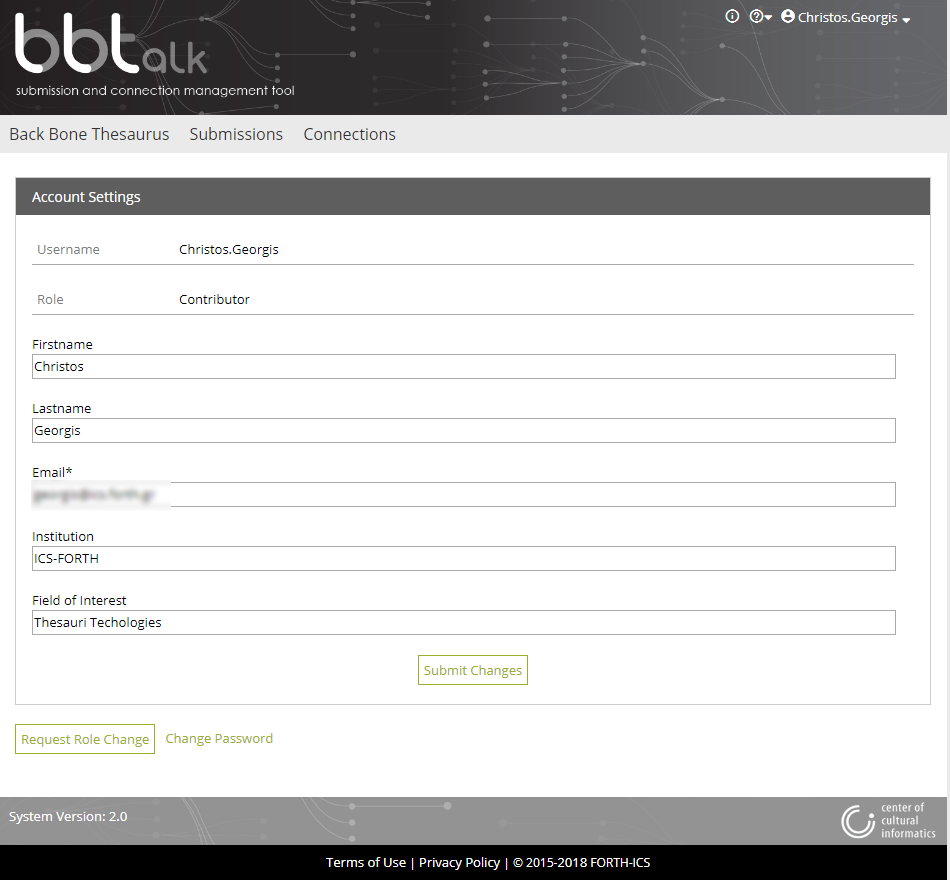 bbtalk
submission and connection management tool
Christos.Georgis
Back Bone Thesaurus Submissions Connections
Account Settings
Username Christos.Georgis
Role Contributor
Firstname
Christos
Lastname
Georgis
Email*
Institution
ICS-FORTH
Field of Interest
Thesauri Techologies
Submit Changes
Request Role Change Change Password
System Version: 2.0
center of
cultural
informatics
Terms of Use | Privacy Policy | © 2015-2018 FORTH-ICS